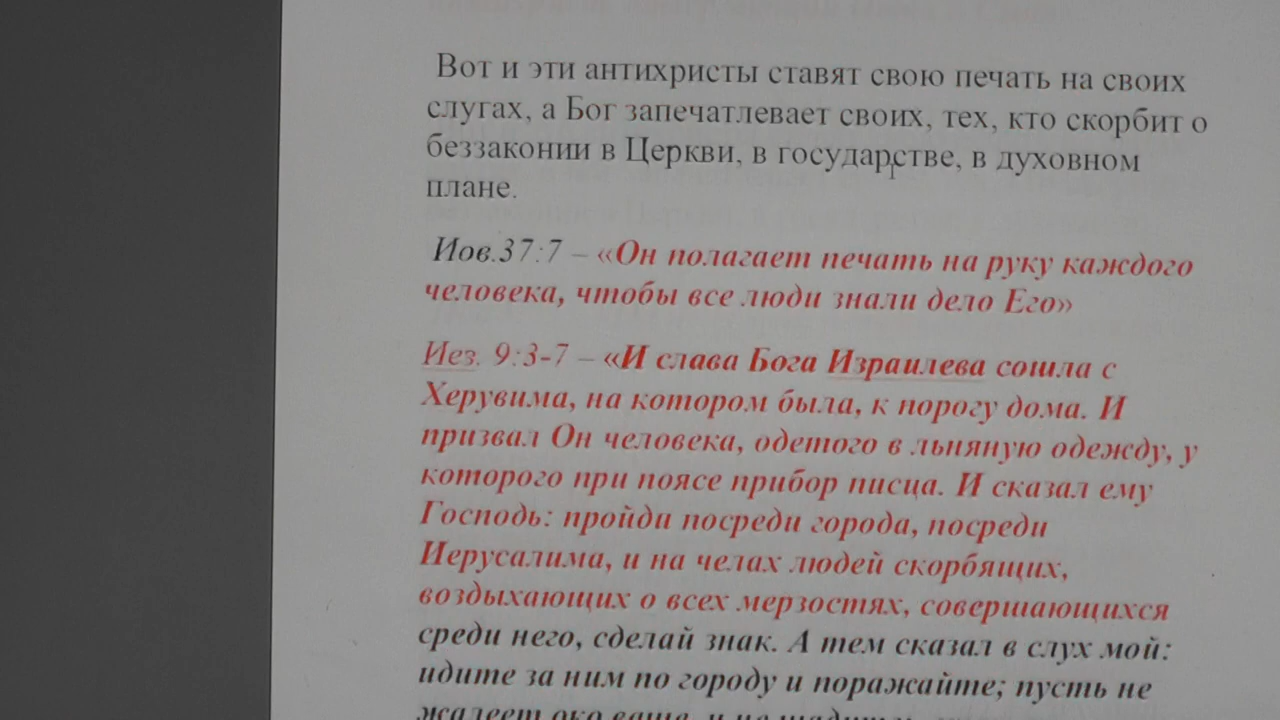 Вот и эти антихристы ставят свою печать на своих
слугах, а Бог запечатлевает своих, тех, кто скорбит о
беззаконии в Церкви, в государстве, в духовном
плане.
Иов.37:7 – «Он полагает печать на руку каждого
человека, чтобы все люди знали дело Его»
Иез. 9:3-7 – «И слава Бога Израилева сошла с
Херувима, на котором была, к порогу дома. И
призвал Он человека, одетого в льняную одежду, у
которого при поясе прибор писца. И сказал ему
Господь: пройди посреди города, посреди
Иерусалима, и на челах людей скорбящих,
воздыхающих о всех мерзостях, совершающихся
среди него, сделай знак. А тем сказал в слух мой:
идите за ним по городу и поражайте; пусть не
жалеет око ваше, и не